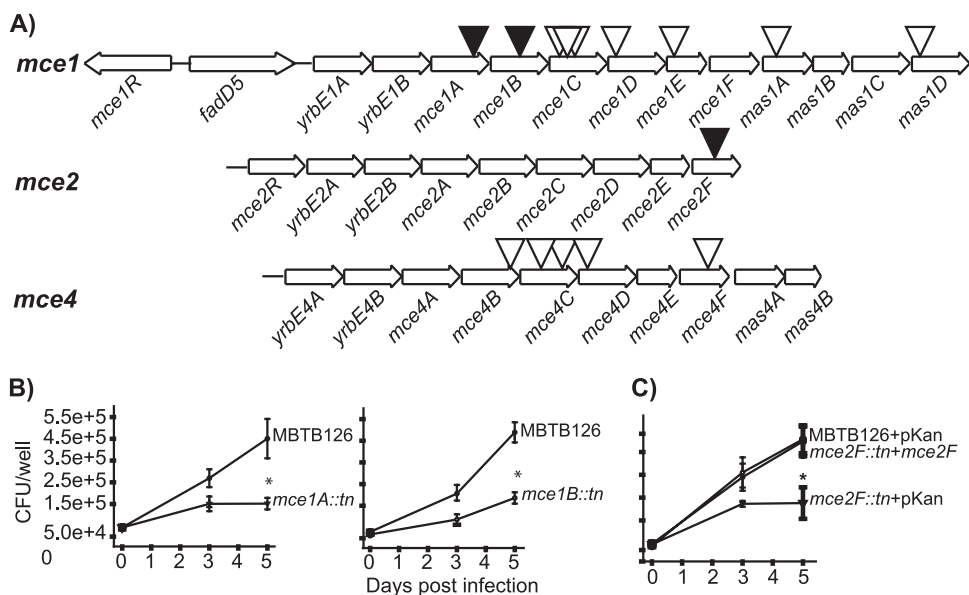 A)
mce1
mce1R fadD5 yrbE1A yrbE1B mce1A mce1B mce1C mce1D mce1E mce1F mas1A mas1B mas1C mas1D
mce2
mce2R yrbE2A yrbE2B mce2A mce2B mce2C mce2D mce2E mce2F
mce4
yrbE4A yrbE4B mce4A mce4B mce4C mce4D mce4E mce4F mas4A mas4B
B)
CFU/well
5.5e+5
4.5e+5
3.5e+5
2.5e+5
1.5e+5
5.0e+4
0
MBTB126
*
mce1A::tn
0 1 2 3 4 5
MBTB126
*
mce1B::tn
0 1 2 3 4 5
Days post infection
C)
MBTB126+pKan
mce2F::tn+mce2F
*
mce2F::tn+pKan
0 1 2 3 4 5